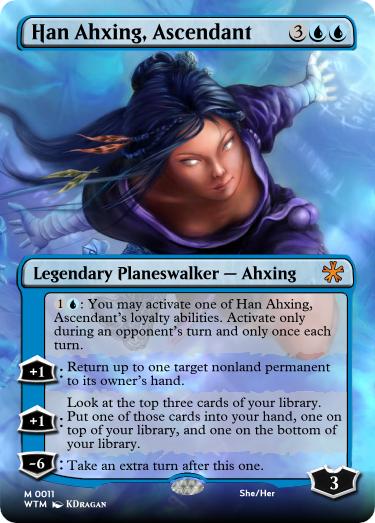 Han Ahxing, Ascendant 3
Legendary Planeswalker — Ahxing
1 : You may activate one of Han Ahxing,
Ascendant's loyalty abilities. Activate only
during an opponent's turn and only once each
turn.
+1 : Return up to one target nonland permanent
to its owner's hand.
Look at the top three cards of your library.
+1 : Put one of those cards into your hand, one on
top of your library, and one on the bottom of
your library.
-6 : Take an extra turn after this one.
3
M 0011 She/Her
WTM KDRAGAN